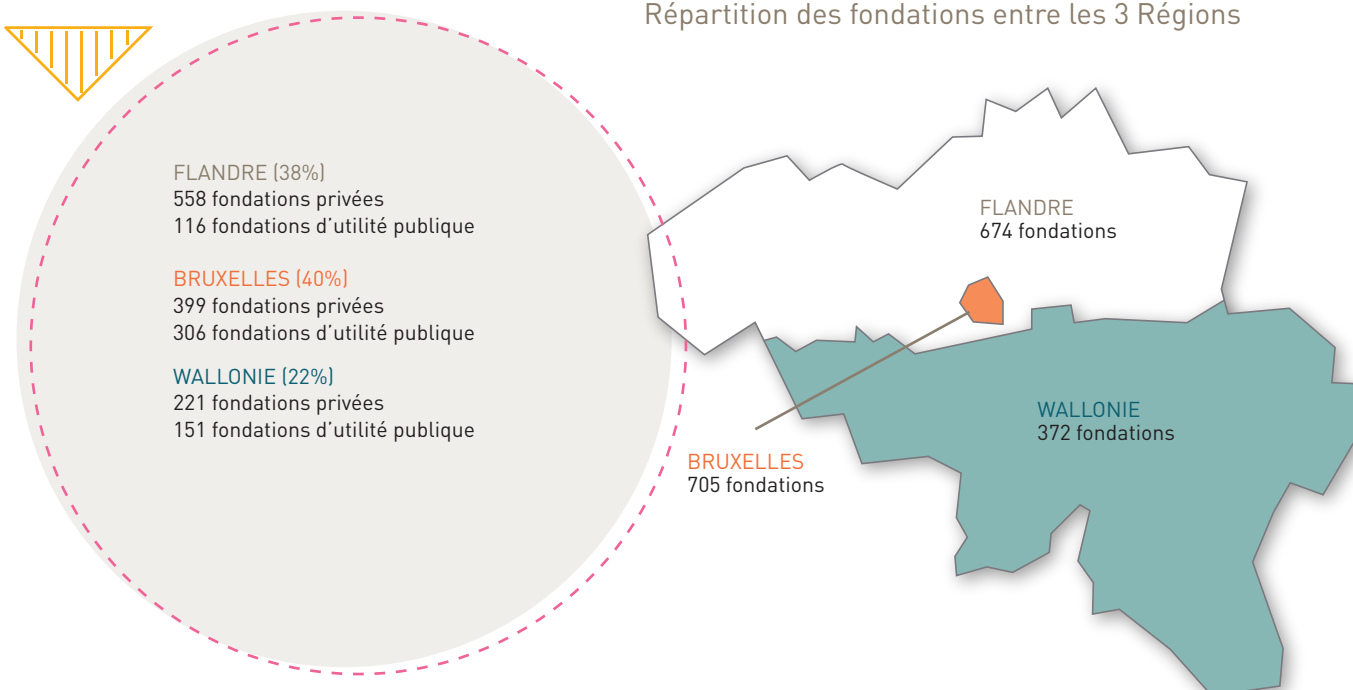 Répartition des fondations entre les 3 Régions
FLANDRE (38%)
558 fondations privées
116 fondations d'utilité publique
BRUXELLES (40%)
399 fondations privées
306 fondations d'utilité publique
WALLONIE (22%)
221 fondations privées
151 fondations d'utilité publique
FLANDRE
674 fondations
WALLONIE
372 fondations
BRUXELLES
705 fondations